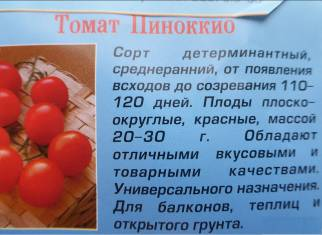 Томат Пиноккио
Сорт детерминантный,
среднеранний, от появления
всходов до созревания 110-
120 дней. Плоды плоско-
округлые, красные, массой
20-30 г. Обладают
отличными вкусовыми и
товарными качествами.
Универсального назначения.
Для балконов, теплиц и
открытого грунта.